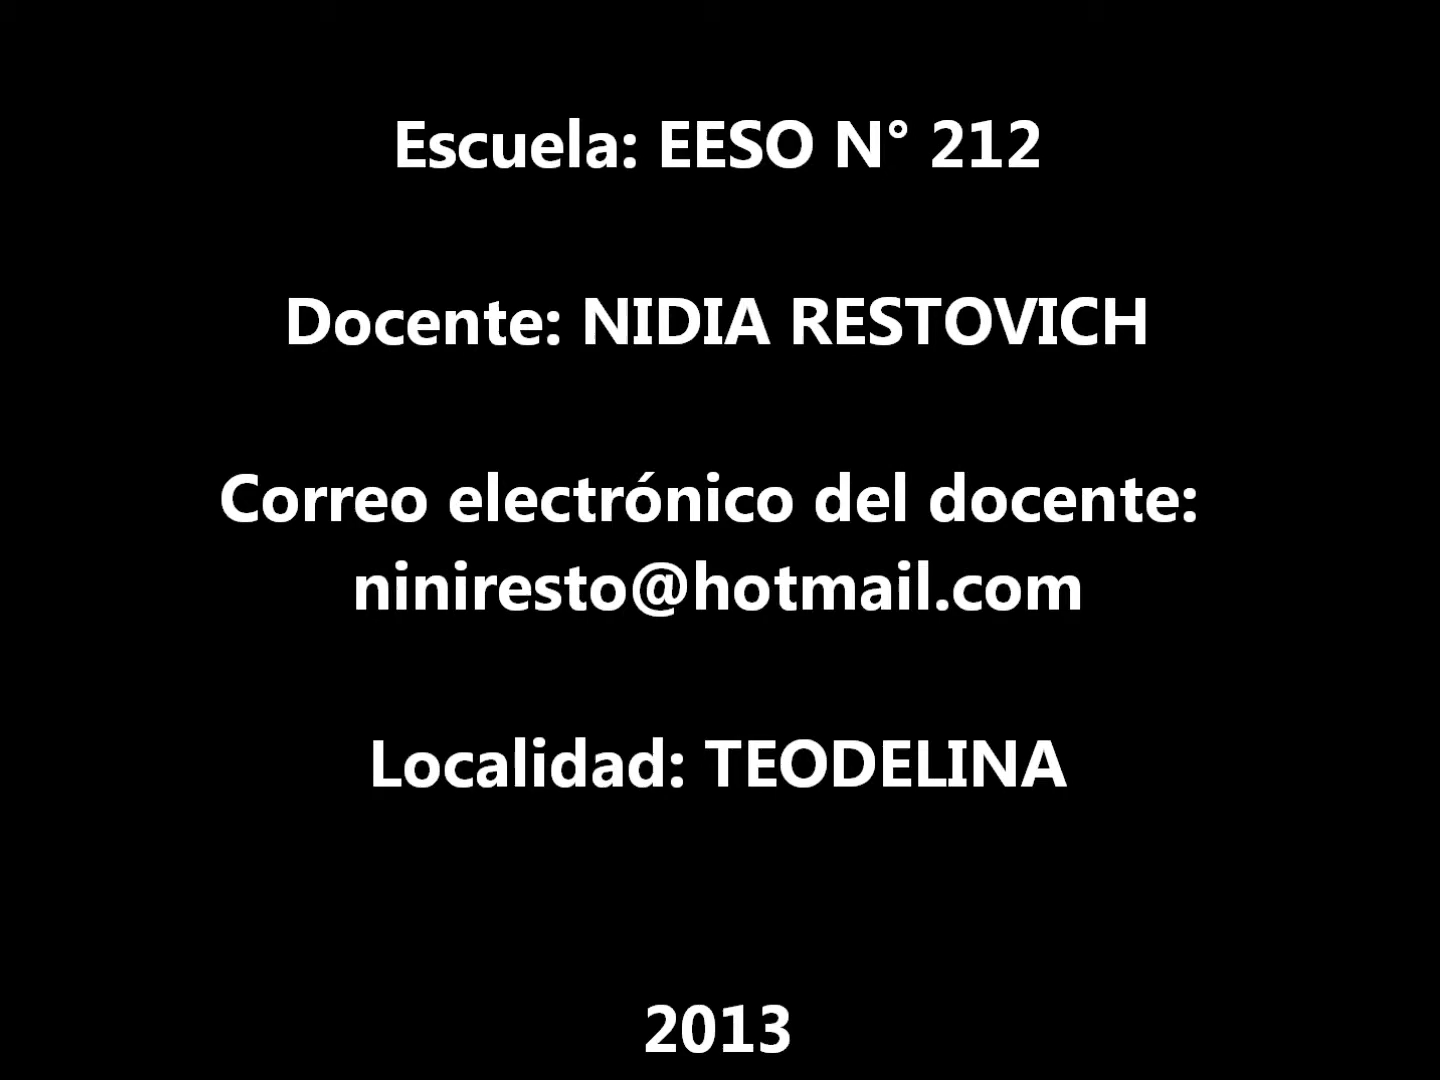 Escuela: EESO N° 212
Docente: NIDIA RESTOVICH
Correo electrónico del docente:
niniresto@hotmail.com
Localidad: TEODELINA
2013